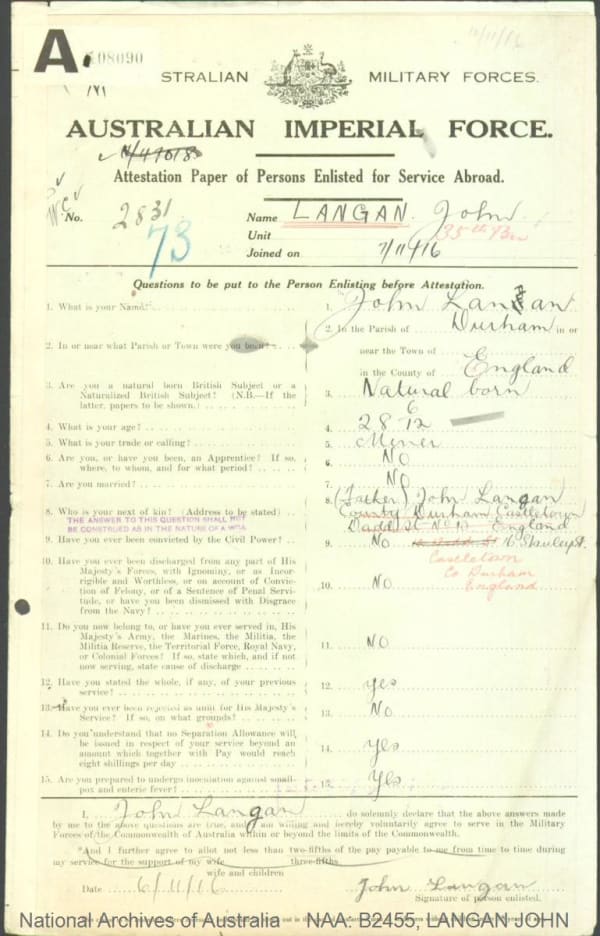 A.
08090
7/11/16
STRALIAN MILITARY FORCES.
AUSTRALIAN IMPERIAL FORCE.
Attestation Paper of Persons Enlisted for Service Abroad.
No. 2831
73
Name LANGAN. John
Unit 35th
Joined on 7/11/16
Questions to be put to the Person Enlisting before Attestation.
1. What is your Name? 1. John Langan
2. In or near what Parish or Town were you born? 2. In the Parish of Durham in or
near the Town of
in the County of England
3. Are you a natural born British Subject or a
Naturalized British Subject? (N.B.—If the
latter, papers to be shown.) 3. Natural born
4. What is your age? 4. 28 6/12
5. What is your trade or calling? 5. Miner
6. Are you, or have you been, an Apprentice? If so,
where, to whom, and for what period? 6. No
7. Are you married? 7. No
8. Who is your next of kin? (Address to be stated) 8. (Father) John Langan
County Durham Castletown
England
THE ANSWER TO THIS QUESTION SHALL NOT
BE CONSTRUED AS IN THE NATURE OF A WILL
9. Have you ever been convicted by the Civil Power? 9. No
16 Stanley St.
Castletown
Co Durham
England
10. Have you ever been discharged from any part of His
Majesty's Forces, with Ignominy, or as Incor-
rigible and Worthless, or on account of Convic-
tion of Felony, or of a Sentence of Penal Servi-
tude, or have you been dismissed with Disgrace
from the Navy? 10. No
11. Do you now belong to, or have you ever served in, His
Majesty's Army, the Marines, the Militia, the
Militia Reserve, the Territorial Force, Royal Navy,
or Colonial Forces? If so, state which, and if not
now serving, state cause of discharge 11. No
12. Have you stated the whole, if any, of your previous
service? 12. yes
13. Have you ever been rejected as unfit for His Majesty's
Service? If so, on what grounds? 13. No
14. Do you understand that no Separation Allowance will
be issued in respect of your service beyond an
amount which together with Pay would reach
eight shillings per day 14. yes
15. Are you prepared to undergo inoculation against small-
pox and enteric fever? 15. Yes
I, John Langan do solemnly declare that the above answers made
by me to the above questions are true, and I am willing and hereby voluntarily agree to serve in the Military
Forces of the Commonwealth of Australia within or beyond the limits of the Commonwealth.
*And I further agree to allot not less than two-fifths of the pay payable to me from time to time during
three-fifths
my service for the support of my wife
wife and children
Date 6/11/16 John Langan
Signature of person enlisted.
National Archives of Australia NAA: B2455, LANGAN JOHN